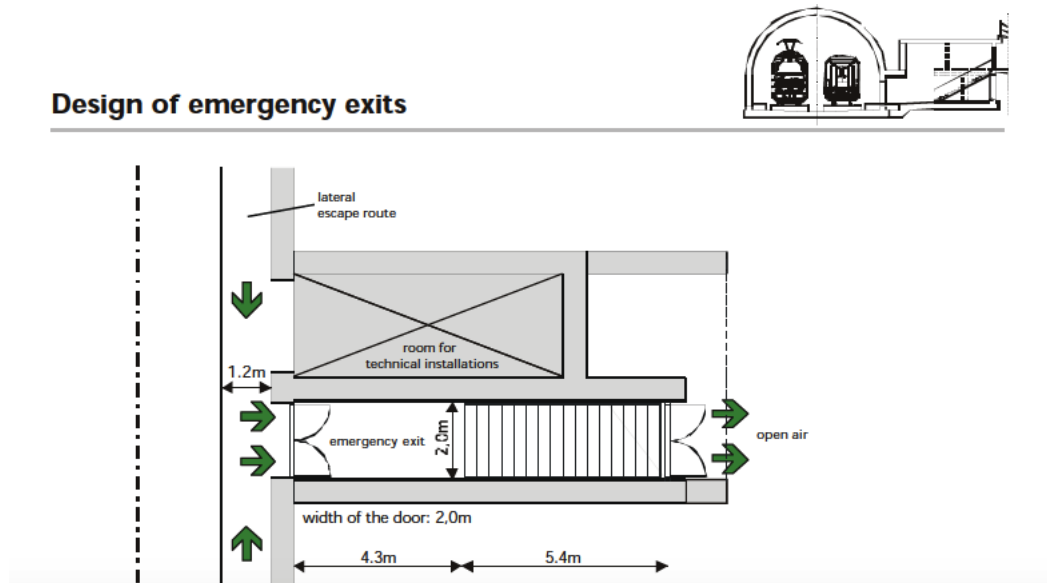 Design of emergency exits
lateral
escape route
room for
technical installations
1.2m
emergency exit
2,0m
open air
width of the door: 2,0m
4.3m
5.4m